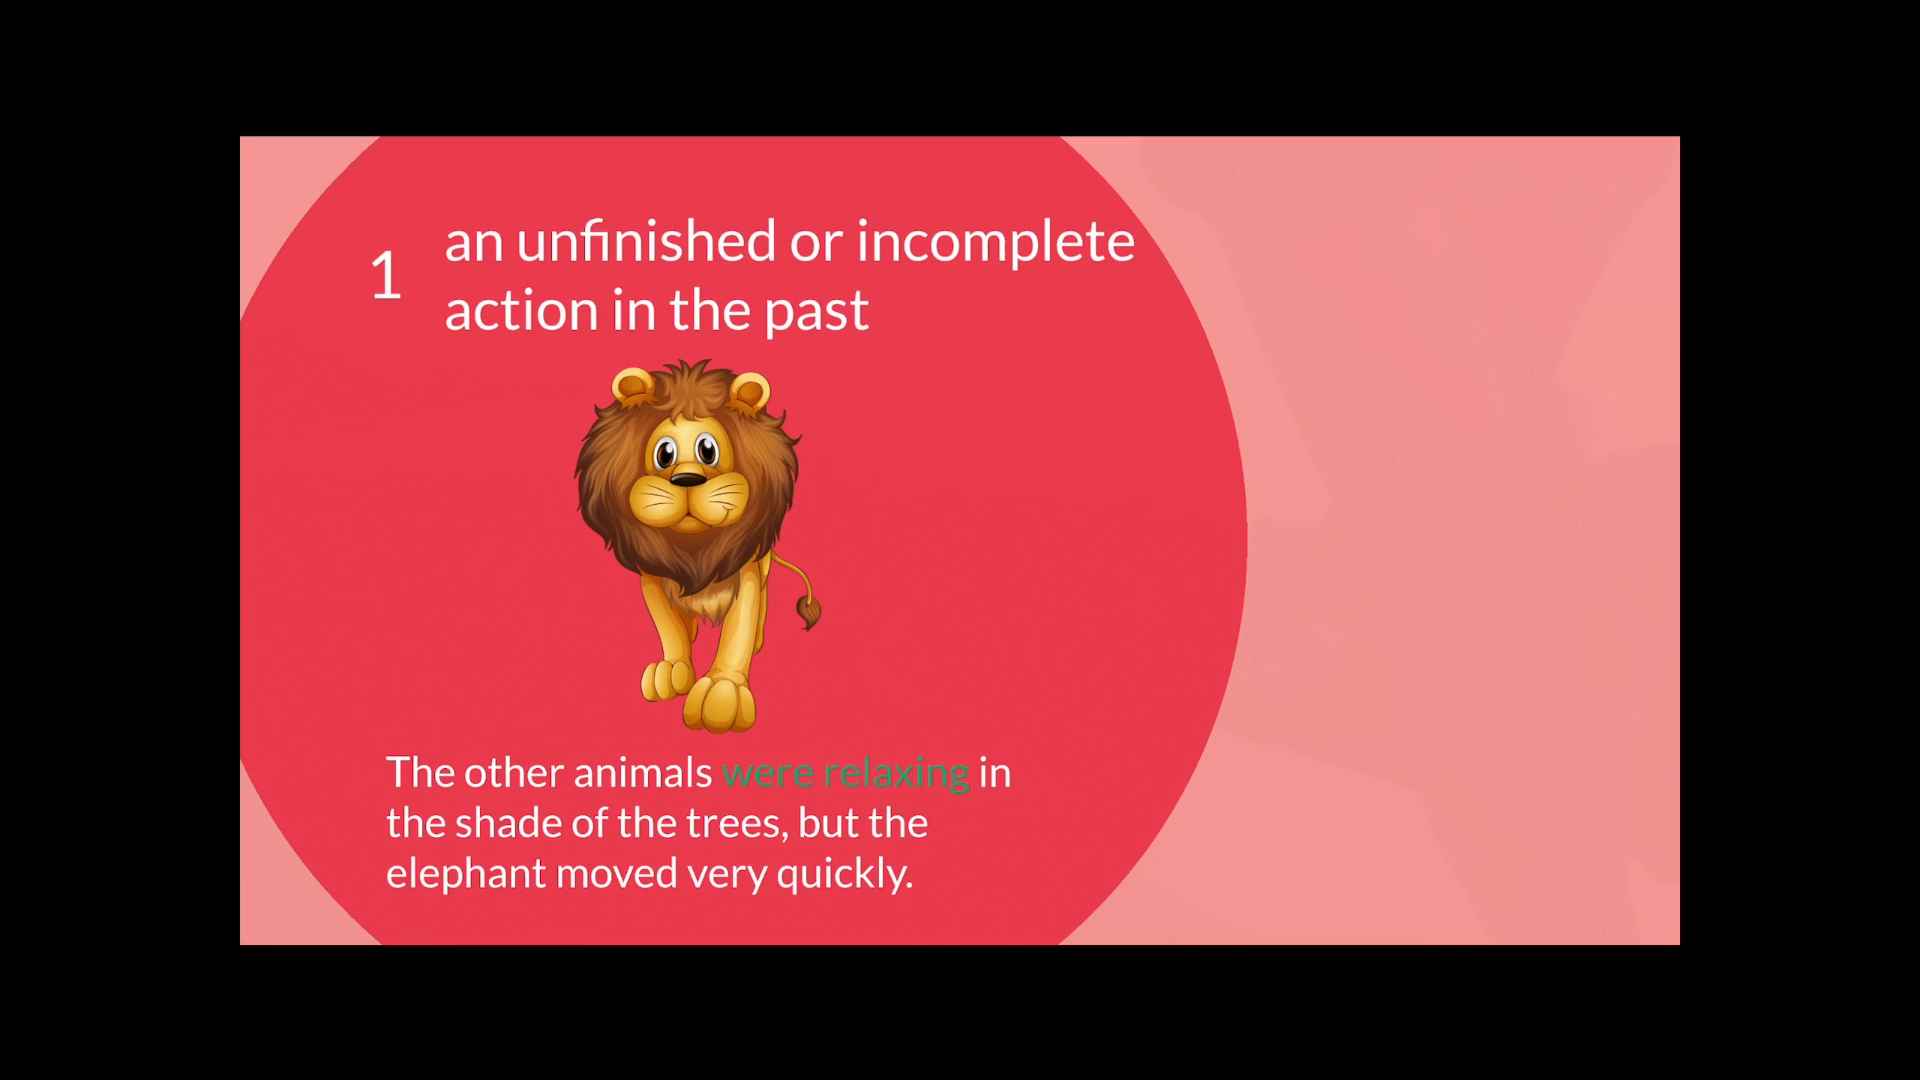 1
an unfinished or incomplete
action in the past
The other animals were relaxing in
the shade of the trees, but the
elephant moved very quickly.